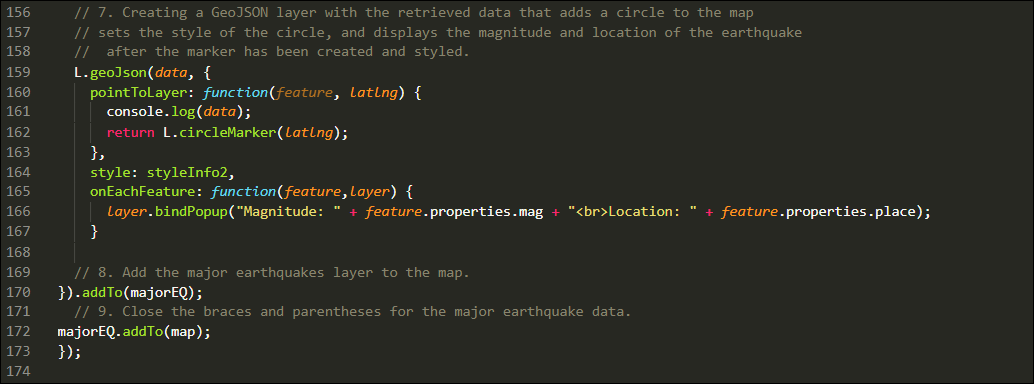 156 // 7. Creating a GeoJSON layer with the retrieved data that adds a circle to the map
157 // sets the style of the circle, and displays the magnitude and location of the earthquake
158 //  after the marker has been created and styled.
159 L.geoJson(data, {
160 pointToLayer: function(feature, latlng) {
161 console.log(data);
162 return L.circleMarker(latlng);
163 },
164 style: styleInfo2,
165 onEachFeature: function(feature,layer) {
166 layer.bindPopup("Magnitude: " + feature.properties.mag + "<br>Location: " + feature.properties.place);
167 }
168
169 // 8. Add the major earthquakes layer to the map.
170 }).addTo(majorEQ);
171 // 9. Close the braces and parentheses for the major earthquake data.
172 majorEQ.addTo(map);
173 });
174